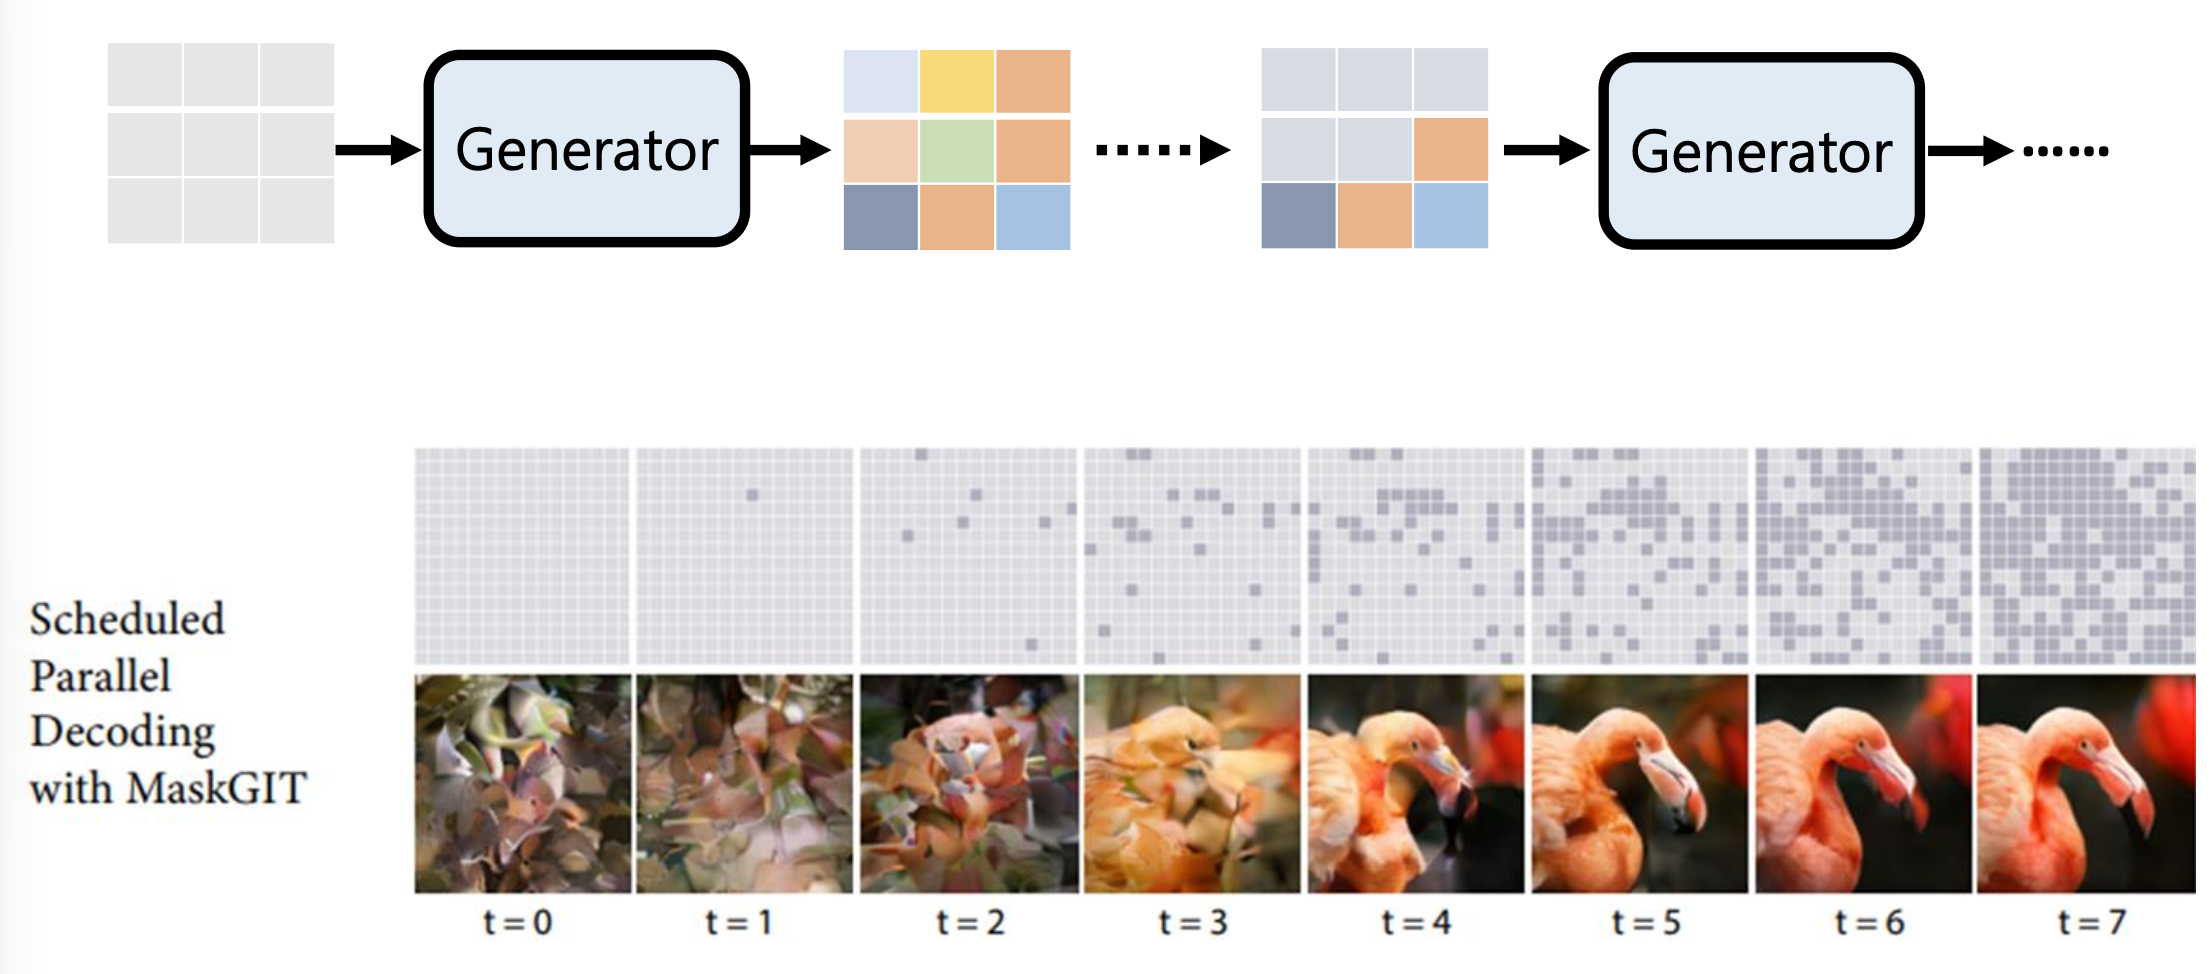 Generator
Generator
Scheduled
Parallel
Decoding
with MaskGIT
t = 0
t = 1
t = 2
t = 3
t = 4
t = 5
t = 6
t = 7